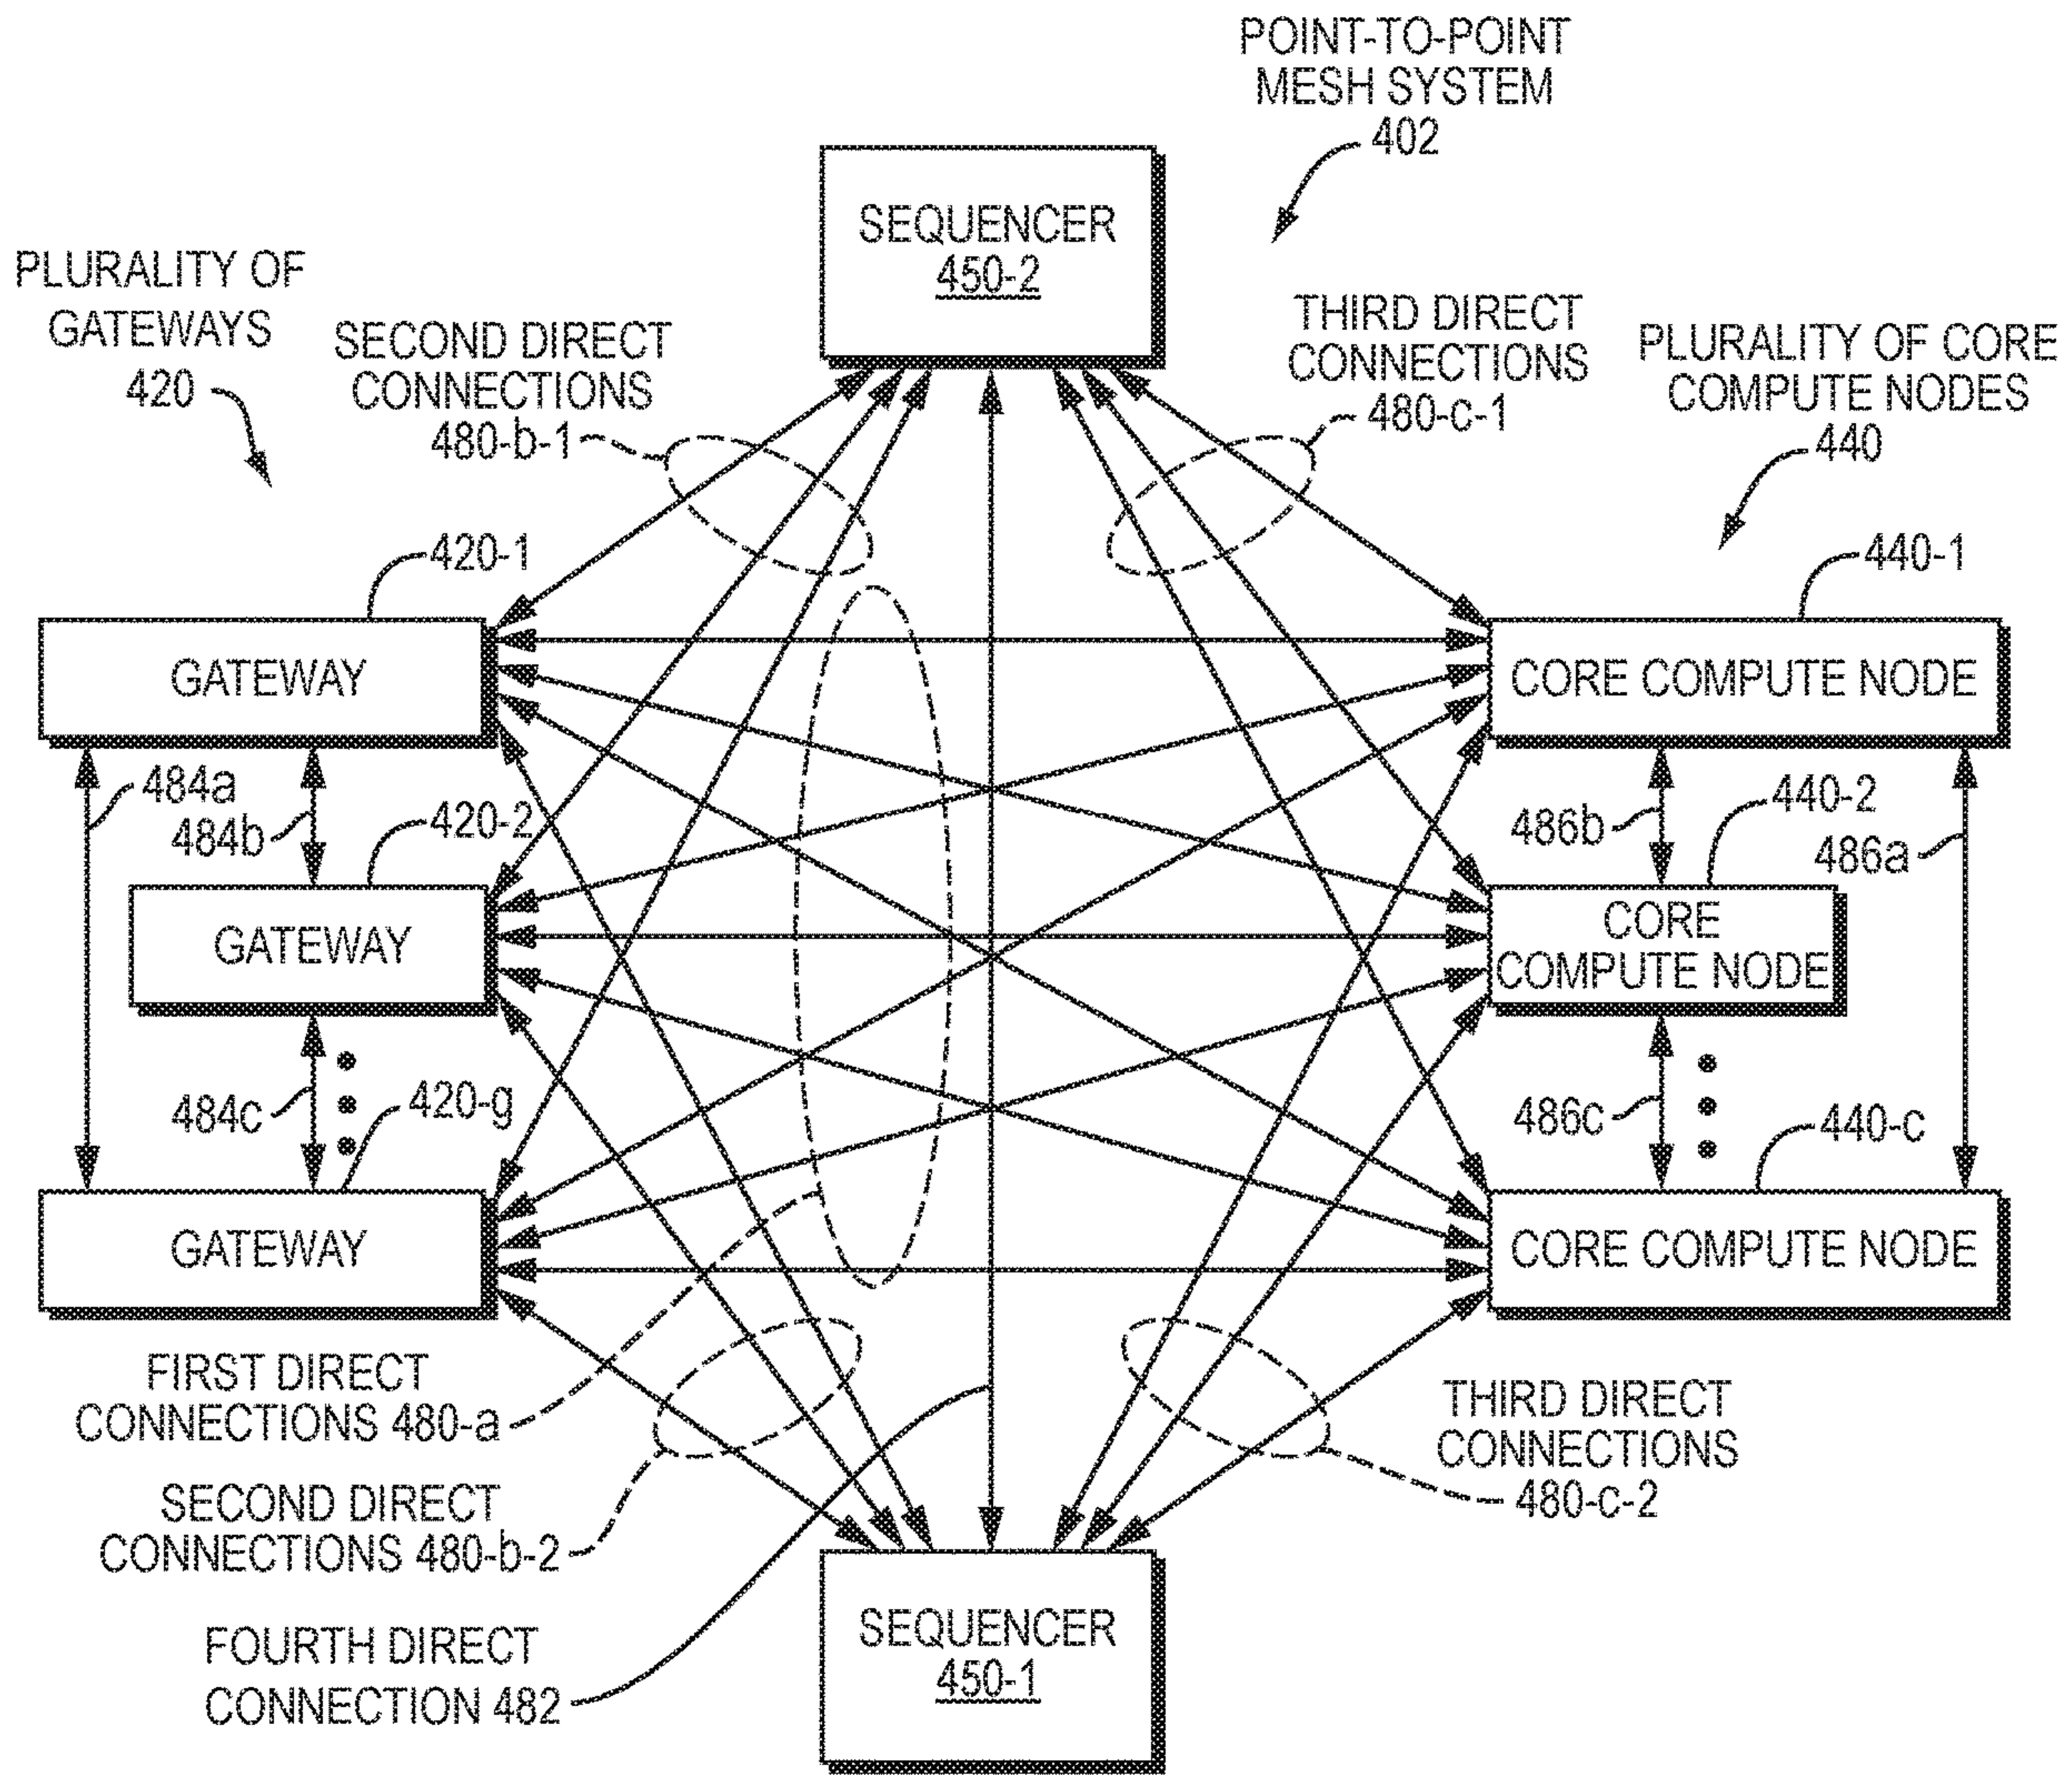 POINT-TO-POINT
MESH SYSTEM
402
SEQUENCER
450-2
PLURALITY OF
GATEWAYS
420
SECOND DIRECT
CONNECTIONS
480-b-1
THIRD DIRECT
CONNECTIONS
480-c-1
PLURALITY OF CORE
COMPUTE NODES
440
420-1
440-1
GATEWAY
CORE COMPUTE NODE
484a
484b
420-2
486b
440-2
486a
GATEWAY
CORE
COMPUTE NODE
484c
420-g
486c
440-c
GATEWAY
CORE COMPUTE NODE
FIRST DIRECT
CONNECTIONS 480-a
THIRD DIRECT
CONNECTIONS
480-c-2
SECOND DIRECT
CONNECTIONS 480-b-2
SEQUENCER
450-1
FOURTH DIRECT
CONNECTION 482